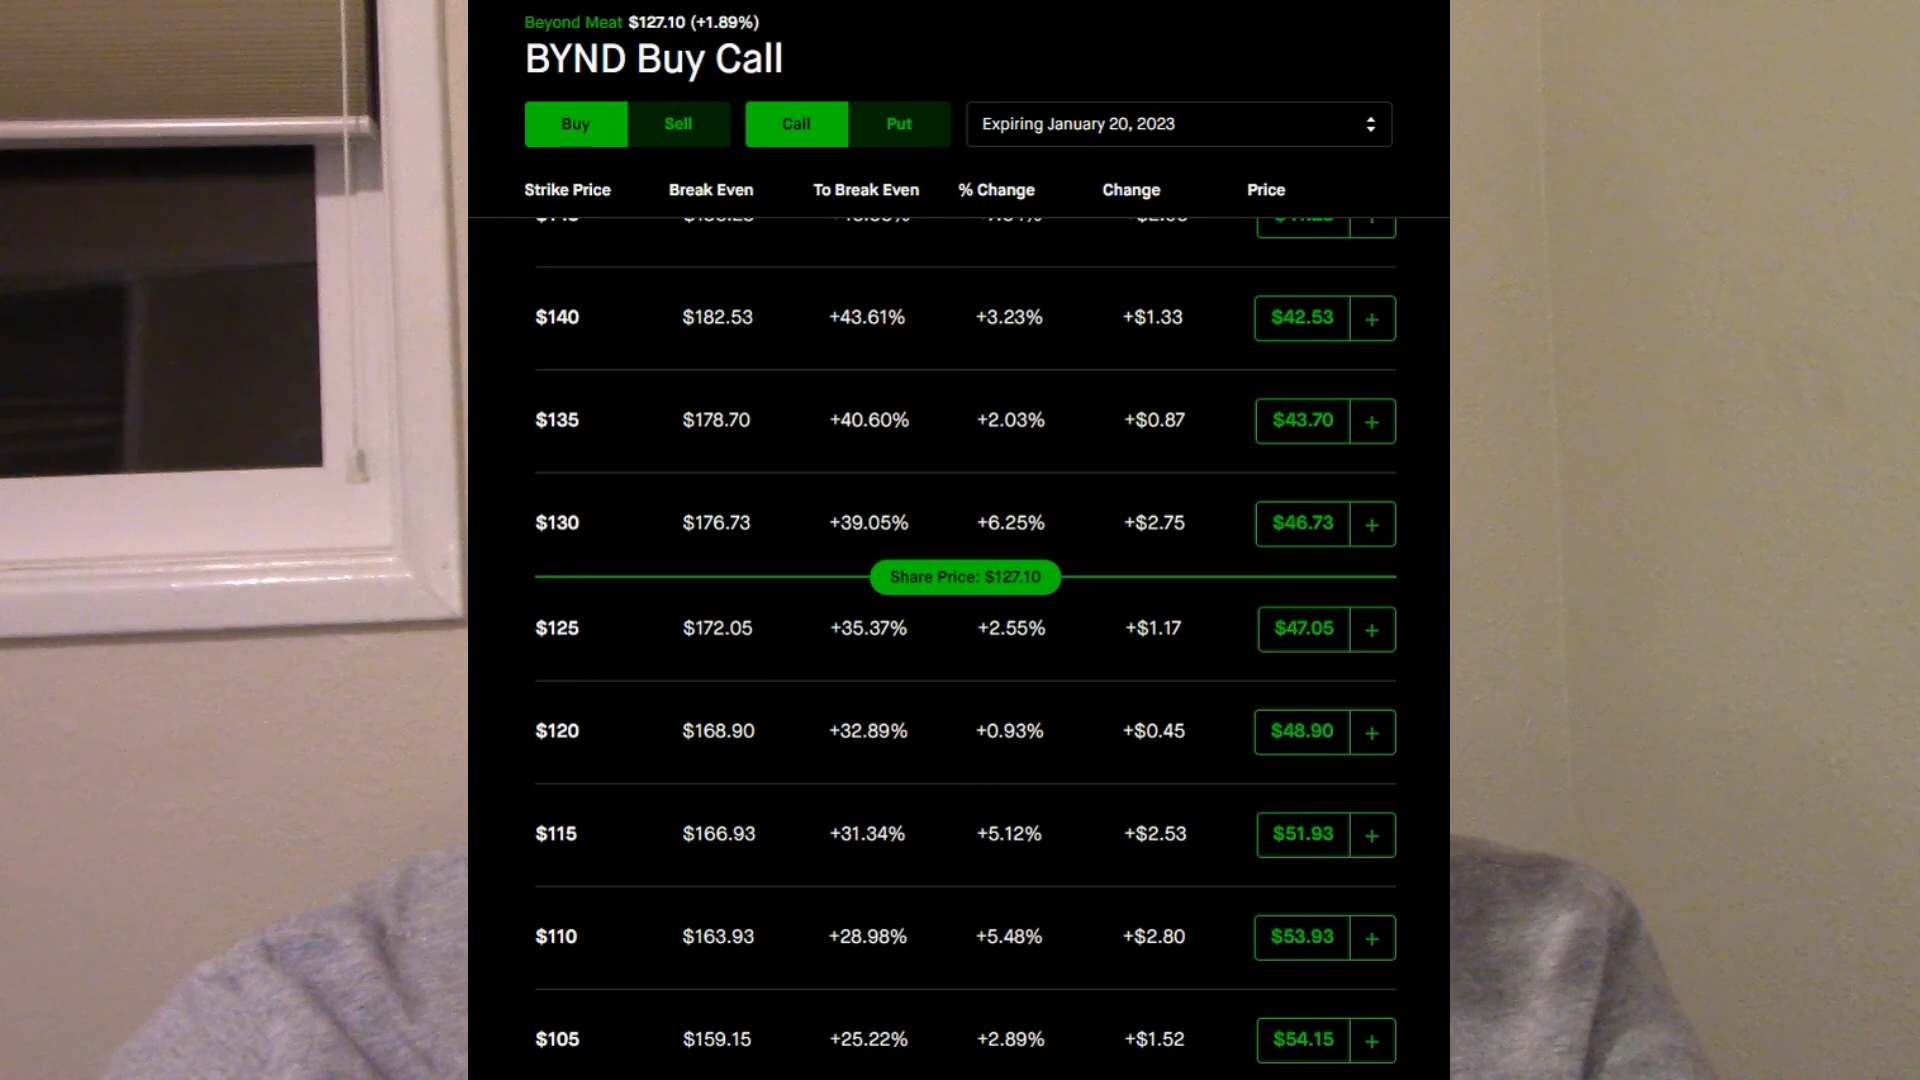 Beyond Meat $127.10 (+1.89%)
BYND Buy Call
Buy Sell Call Put Expiring January 20, 2023
Strike Price Break Even To Break Even % Change Change Price
$140 $182.53 +43.61% +3.23% +$1.33 $42.53 +
$135 $178.70 +40.60% +2.03% +$0.87 $43.70 +
$130 $176.73 +39.05% +6.25% +$2.75 $46.73 +
Share Price: $127.10
$125 $172.05 +35.37% +2.55% +$1.17 $47.05 +
$120 $168.90 +32.89% +0.93% +$0.45 $48.90 +
$115 $166.93 +31.34% +5.12% +$2.53 $51.93 +
$110 $163.93 +28.98% +5.48% +$2.80 $53.93 +
$105 $159.15 +25.22% +2.89% +$1.52 $54.15 +